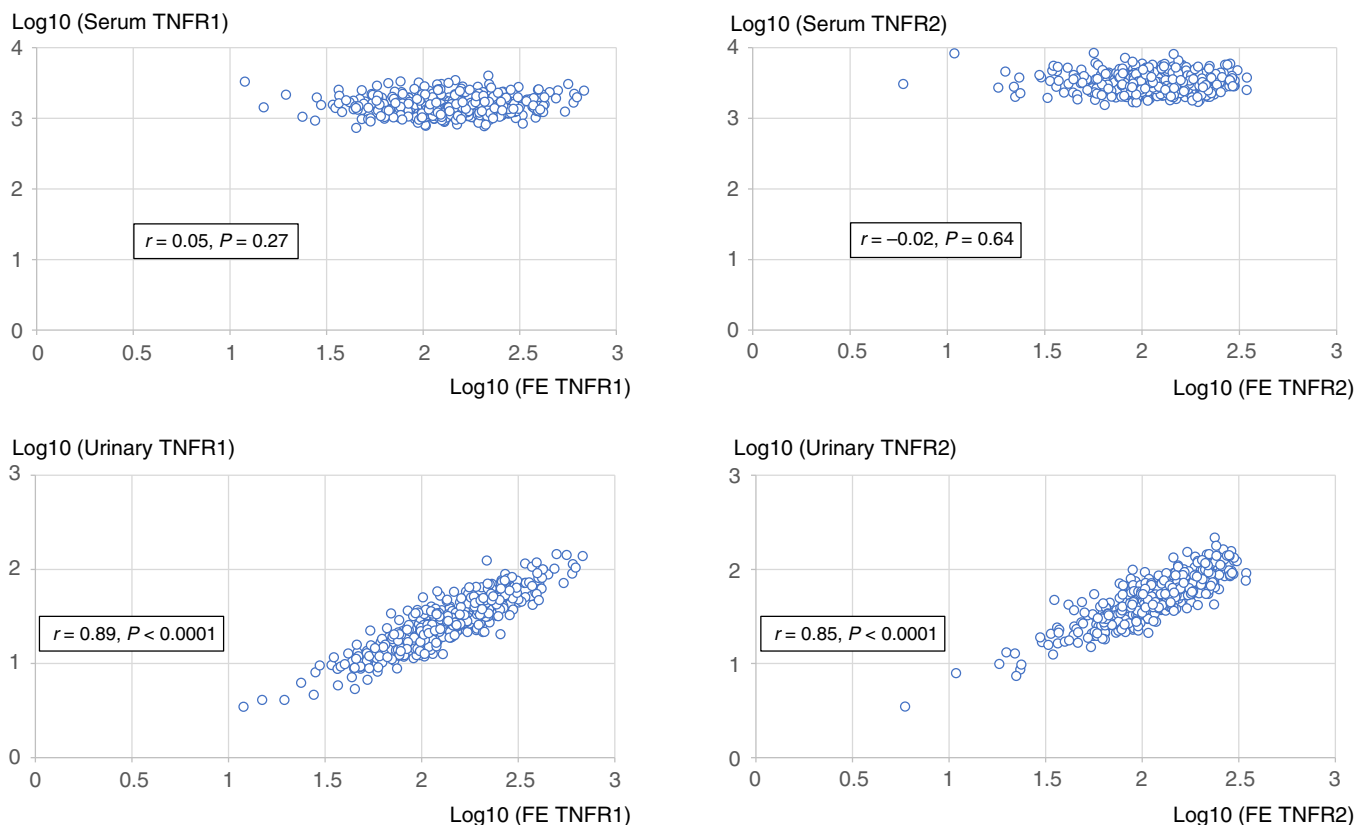 Log10 (Serum TNFR1)
4
3
2
1
0
r = 0.05, P = 0.27
0 0.5 1 1.5 2 2.5 3
Log10 (FE TNFR1)
Log10 (Serum TNFR2)
4
3
2
1
0
r = –0.02, P = 0.64
0 0.5 1 1.5 2 2.5 3
Log10 (FE TNFR2)
Log10 (Urinary TNFR1)
3
2
1
0
r = 0.89, P < 0.0001
0 0.5 1 1.5 2 2.5 3
Log10 (FE TNFR1)
Log10 (Urinary TNFR2)
3
2
1
0
r = 0.85, P < 0.0001
0 0.5 1 1.5 2 2.5 3
Log10 (FE TNFR2)